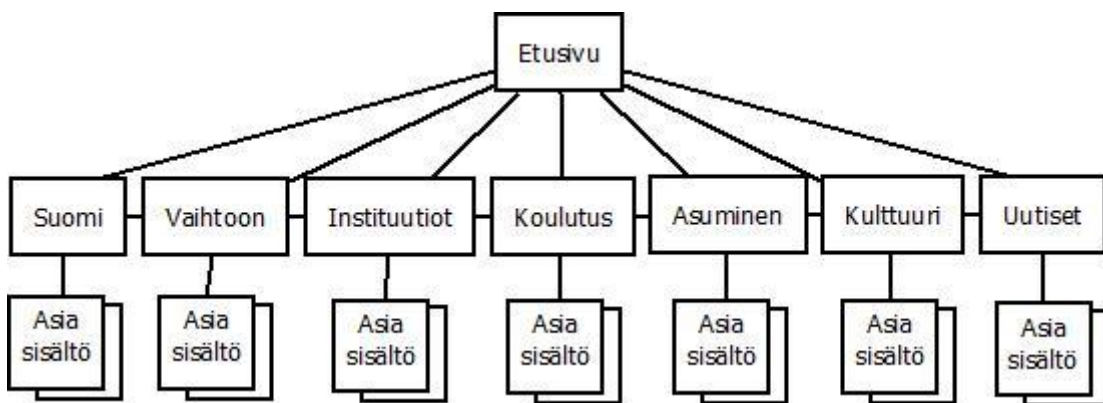 Etusivu
Suomi
Vaihtoon
Instituutiot
Koulutus
Asuminen
Kulttuuri
Uutiset
Asia
sisältö
Asia
sisältö
Asia
sisältö
Asia
sisältö
Asia
sisältö
Asia
sisältö
Asia
sisältö